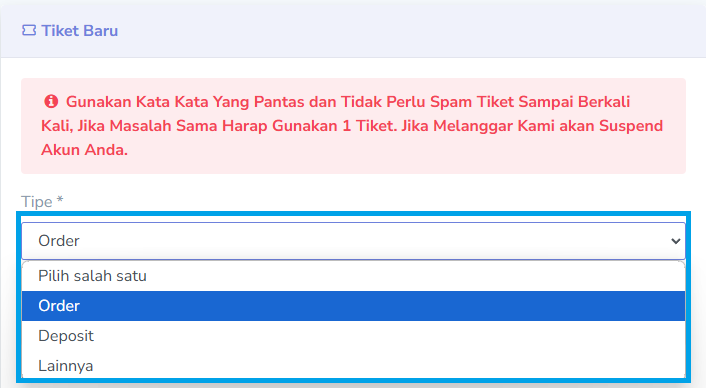 Tiket Baru
Gunakan Kata Kata Yang Pantas dan Tidak Perlu Spam Tiket Sampai Berkali
Kali, Jika Masalah Sama Harap Gunakan 1 Tiket. Jika Melanggar Kami akan Suspend
Akun Anda.
Tipe *
Order
Pilih salah satu
Order
Deposit
Lainnya